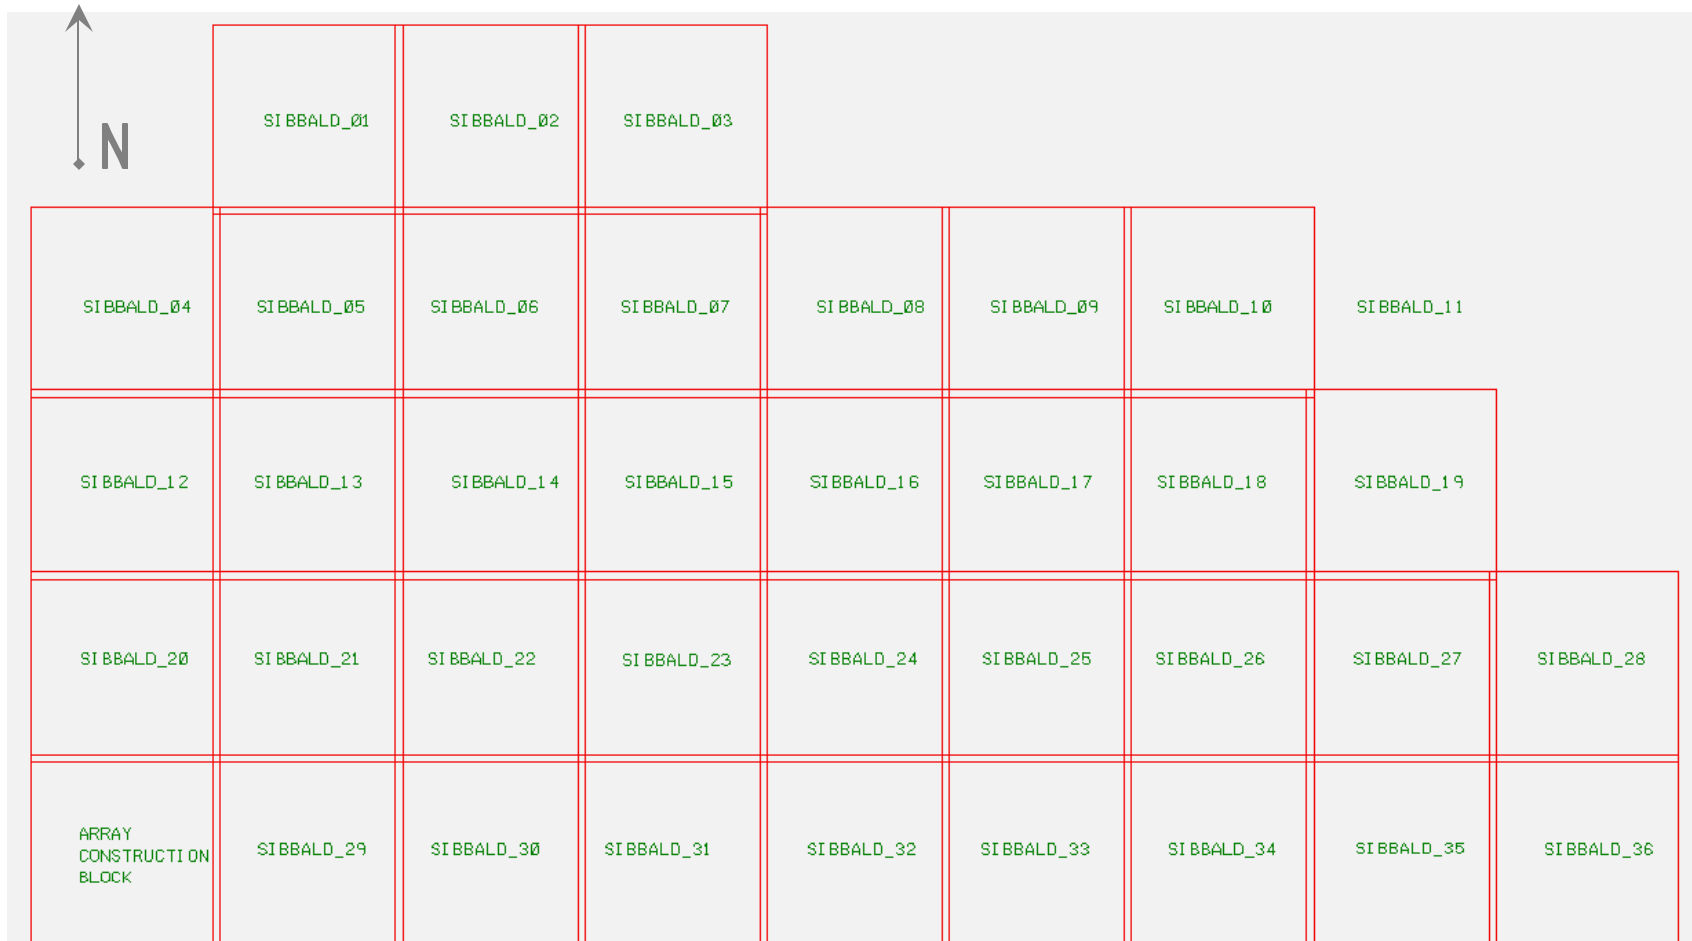 N
SIBBALD_01 SIBBALD_02 SIBBALD_03
SIBBALD_04 SIBBALD_05 SIBBALD_06 SIBBALD_07 SIBBALD_08 SIBBALD_09 SIBBALD_10 SIBBALD_11
SIBBALD_12 SIBBALD_13 SIBBALD_14 SIBBALD_15 SIBBALD_16 SIBBALD_17 SIBBALD_18 SIBBALD_19
SIBBALD_20 SIBBALD_21 SIBBALD_22 SIBBALD_23 SIBBALD_24 SIBBALD_25 SIBBALD_26 SIBBALD_27 SIBBALD_28
ARRAY
CONSTRUCTION
BLOCK
SIBBALD_29 SIBBALD_30 SIBBALD_31 SIBBALD_32 SIBBALD_33 SIBBALD_34 SIBBALD_35 SIBBALD_36